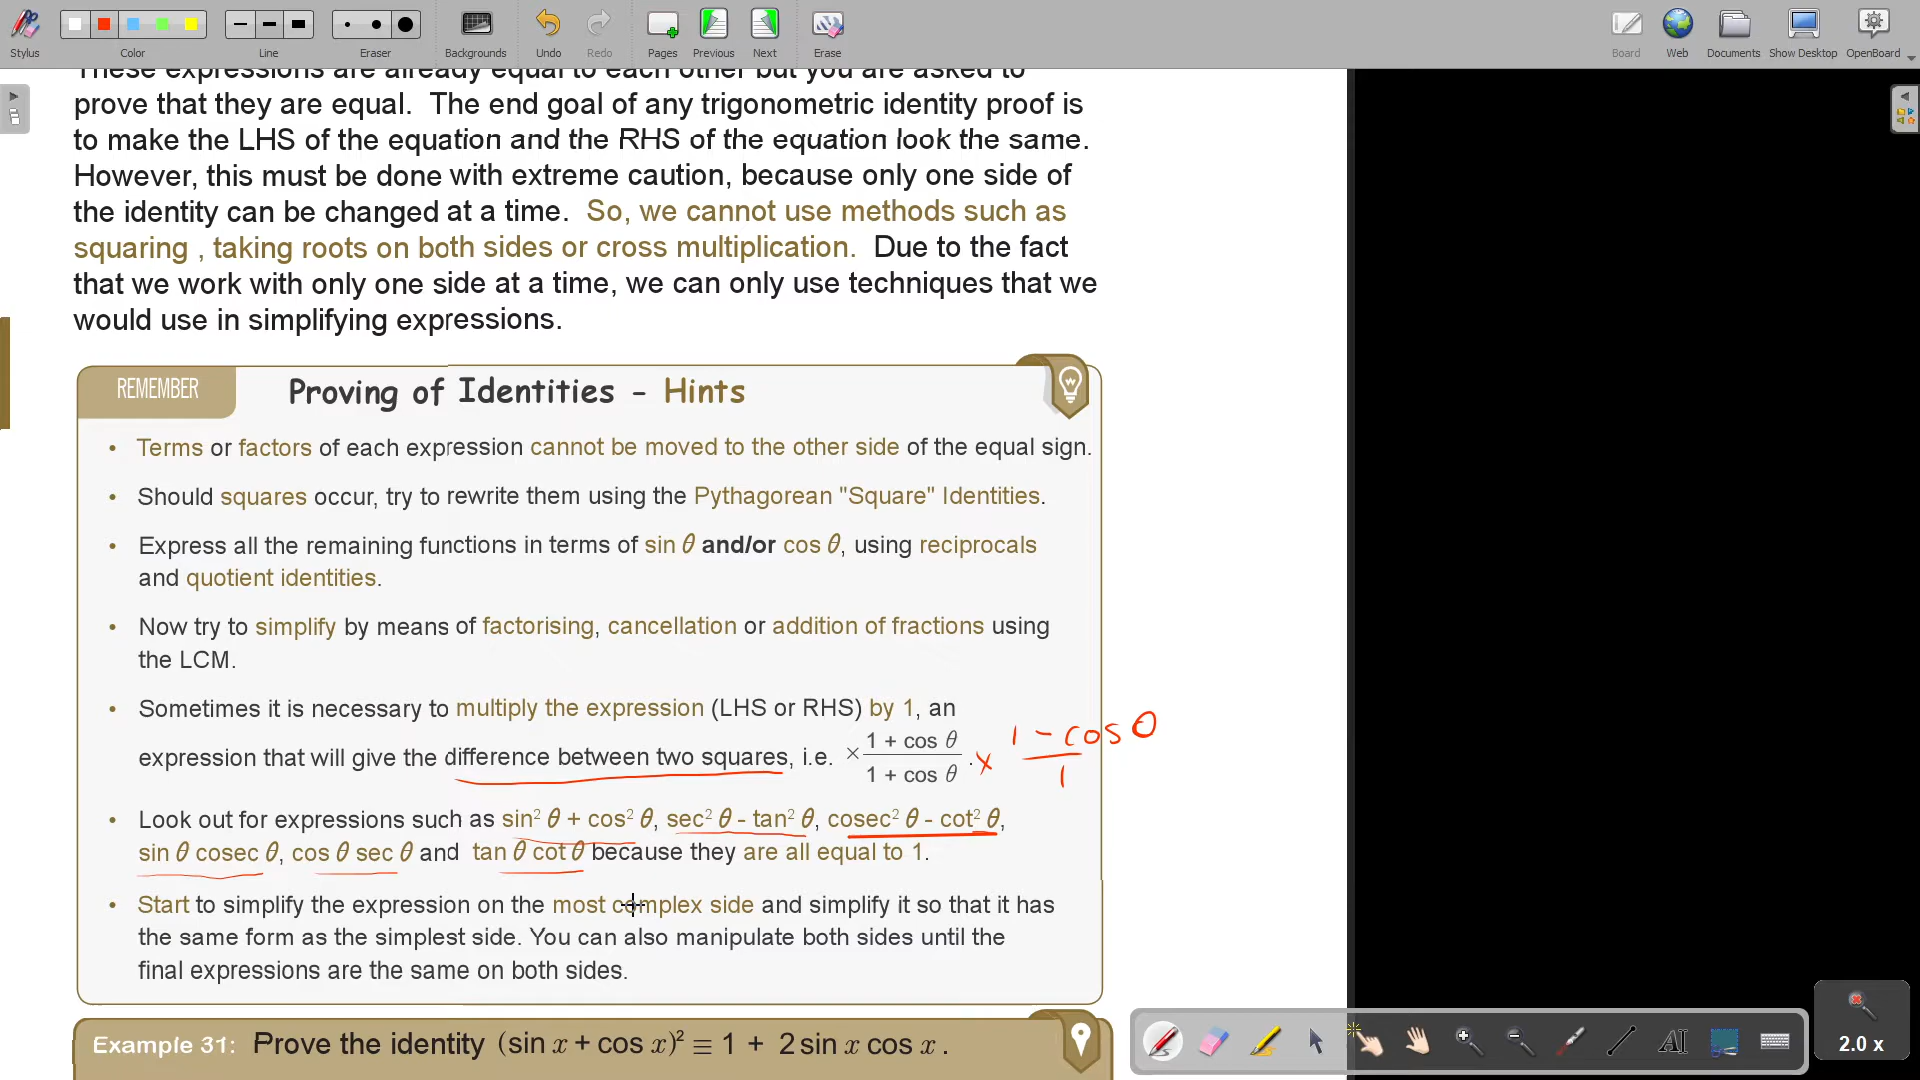 Stylus
Color
Line
Eraser
Backgrounds
Undo
Redo
Pages
Previous
Next
Erase
Board
Web
Documents
Show Desktop
OpenBoard
These expressions are already equal to each other but you are asked to
prove that they are equal. The end goal of any trigonometric identity proof is
to make the LHS of the equation and the RHS of the equation look the same.
However, this must be done with extreme caution, because only one side of
the identity can be changed at a time. So, we cannot use methods such as
squaring , taking roots on both sides or cross multiplication. Due to the fact
that we work with only one side at a time, we can only use techniques that we
would use in simplifying expressions.
REMEMBER
Proving of Identities - Hints
• Terms or factors of each expression cannot be moved to the other side of the equal sign.
• Should squares occur, try to rewrite them using the Pythagorean "Square" Identities.
• Express all the remaining functions in terms of sin θ and/or cos θ, using reciprocals
and quotient identities.
• Now try to simplify by means of factorising, cancellation or addition of fractions using
the LCM.
• Sometimes it is necessary to multiply the expression (LHS or RHS) by 1, an
expression that will give the difference between two squares, i.e. × (1 + cos θ)/(1 + cos θ) . × (1 - cos θ)/1
• Look out for expressions such as sin² θ + cos² θ, sec² θ - tan² θ, cosec² θ - cot² θ,
sin θ cosec θ, cos θ sec θ and tan θ cot θ because they are all equal to 1.
• Start to simplify the expression on the most complex side and simplify it so that it has
the same form as the simplest side. You can also manipulate both sides until the
final expressions are the same on both sides.
Example 31: Prove the identity (sin x + cos x)² ≡ 1 + 2 sin x cos x .
2.0 x